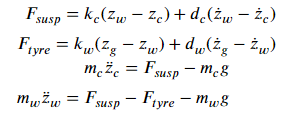 F_susp = k_c(z_w − z_c) + d_c(ż_w − ż_c)
F_tyre = k_w(z_g − z_w) + d_w(ż_g − ż_w)
m_c z̈_c = F_susp − m_c g
m_w z̈_w = F_susp − F_tyre − m_w g